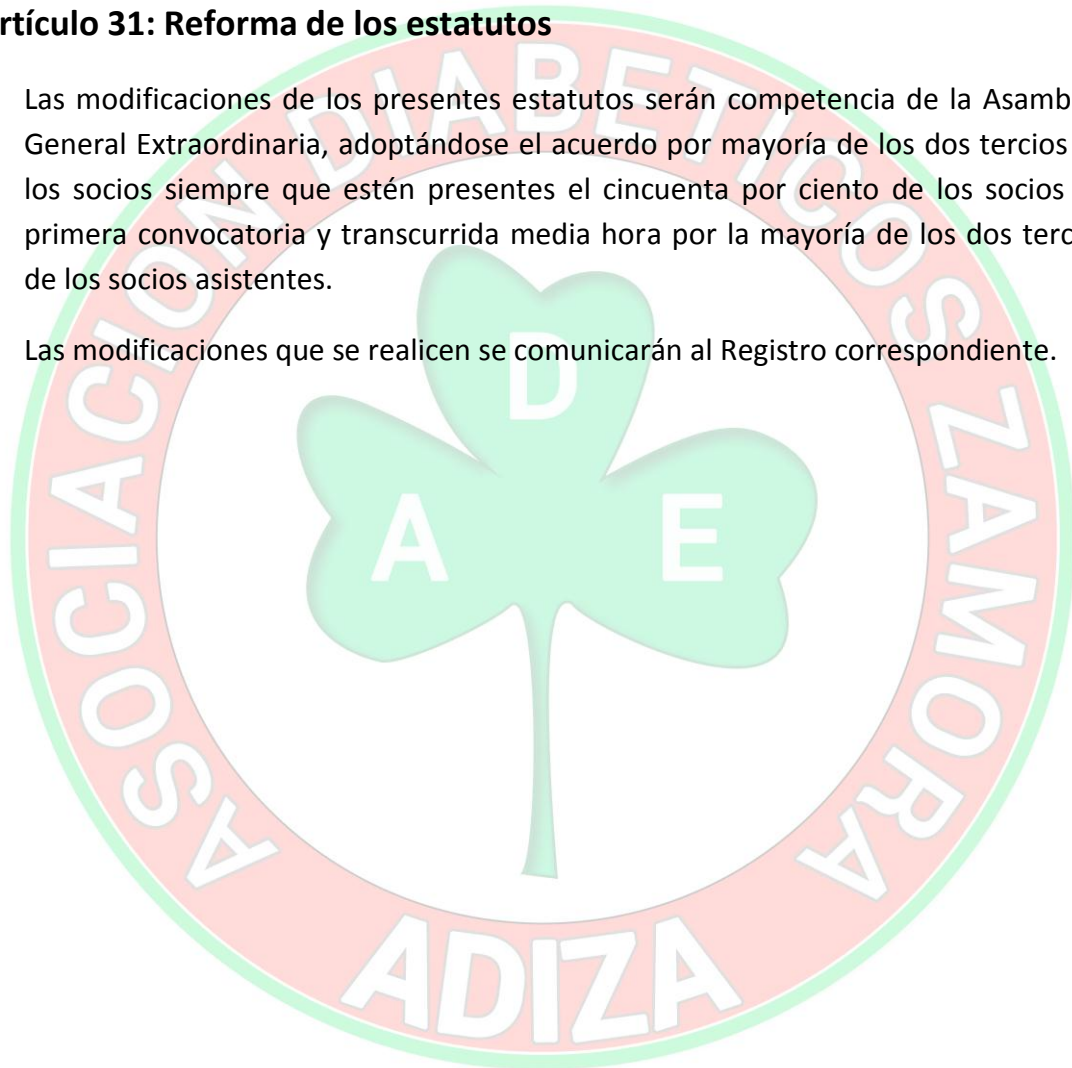 rtículo 31: Reforma de los estatutos
Las modificaciones de los presentes estatutos serán competencia de la Asamb
General Extraordinaria, adoptándose el acuerdo por mayoría de los dos tercios
los socios siempre que estén presentes el cincuenta por ciento de los socios
primera convocatoria y transcurrida media hora por la mayoría de los dos terc
de los socios asistentes.
Las modificaciones que se realicen se comunicarán al Registro correspondiente.
ASOCIACION DIABETICOS ZAMORA
D
A E
ADIZA